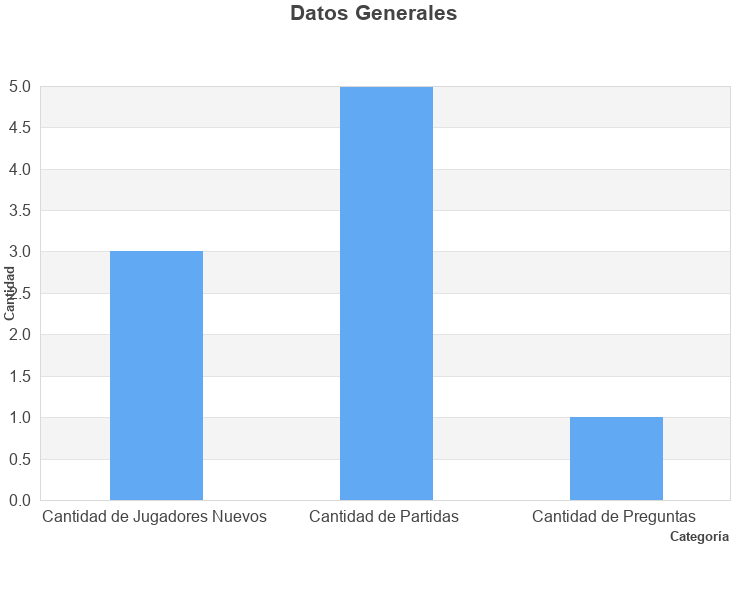 Datos Generales
5.0
4.5
4.0
3.5
3.0
2.5
2.0
1.5
1.0
0.5
0.0
Cantidad
Cantidad de Jugadores Nuevos
Cantidad de Partidas
Cantidad de Preguntas
Categoría